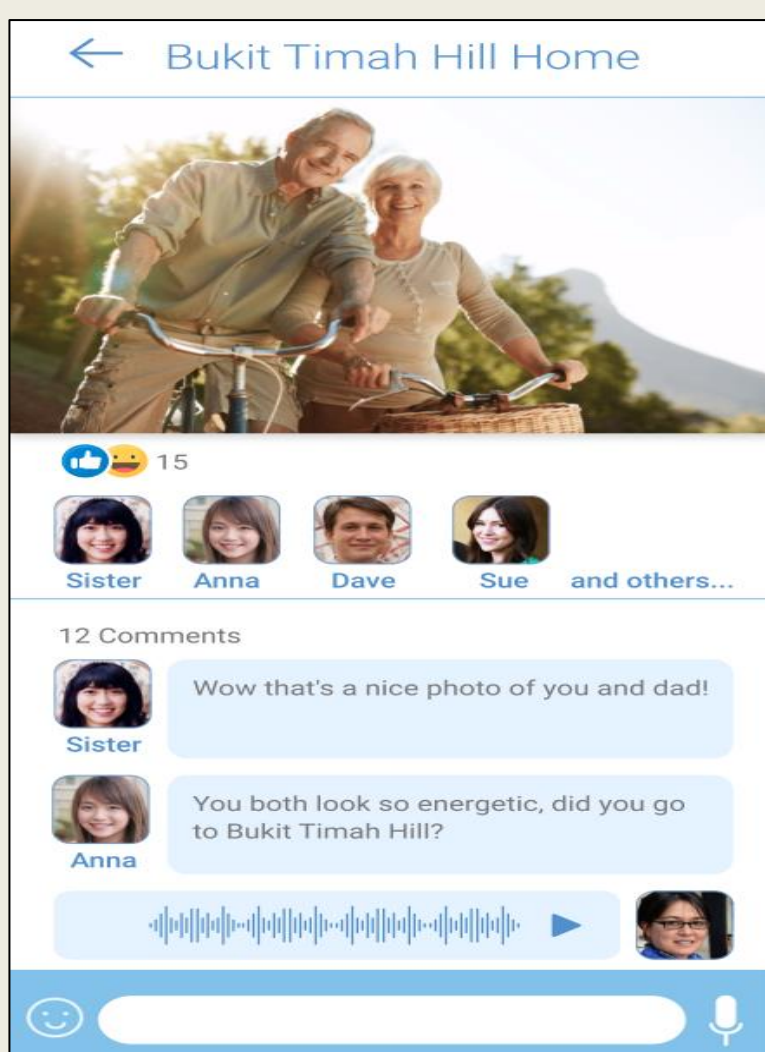 Bukit Timah Hill Home
15
Sister Anna Dave Sue and others...
12 Comments
Wow that's a nice photo of you and dad!
Sister
You both look so energetic, did you go
to Bukit Timah Hill?
Anna